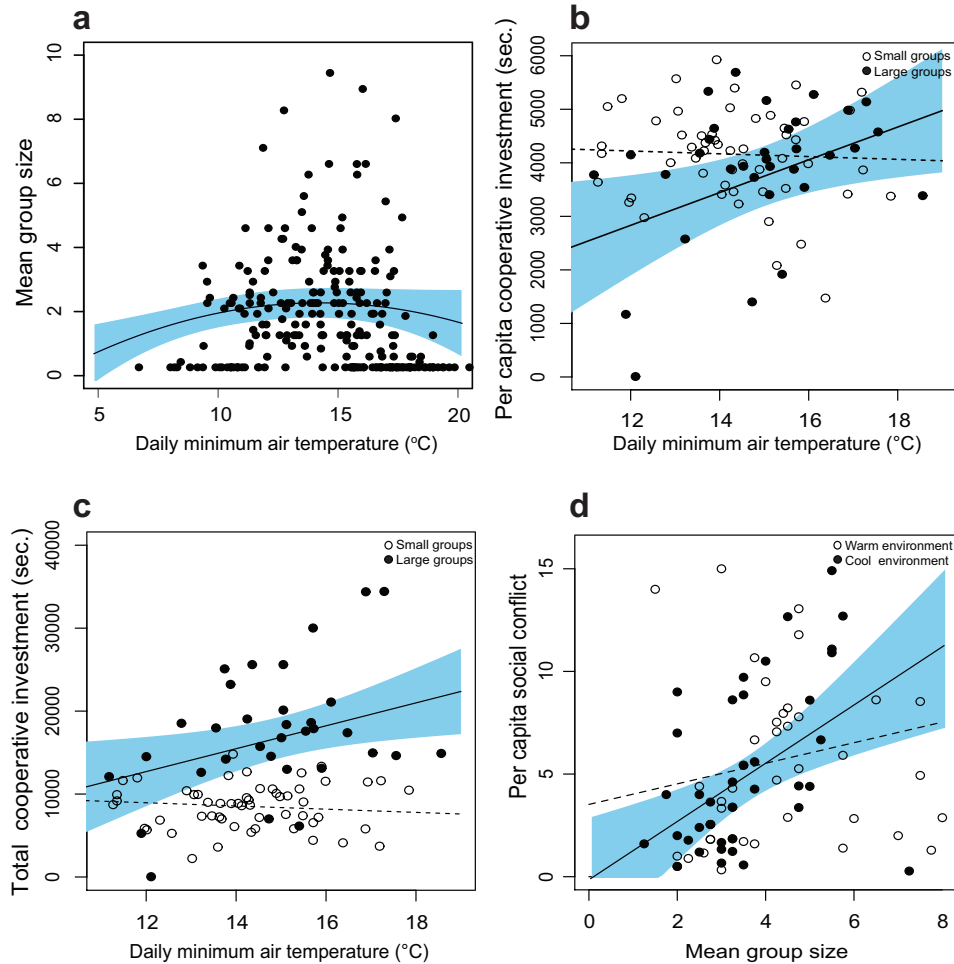 a
10
8
6
4
2
0
Mean group size
5
10
15
20
Daily minimum air temperature (°C)
b
6000
5000
4000
3000
2000
1000
0
Per capita cooperative investment (sec.)
Small groups
Large groups
12
14
16
18
Daily minimum air temperature (°C)
c
40000
30000
20000
10000
0
Total cooperative investment (sec.)
Small groups
Large groups
12
14
16
18
Daily minimum air temperature (°C)
d
15
10
5
0
Per capita social conflict
Warm environment
Cool environment
0
2
4
6
8
Mean group size